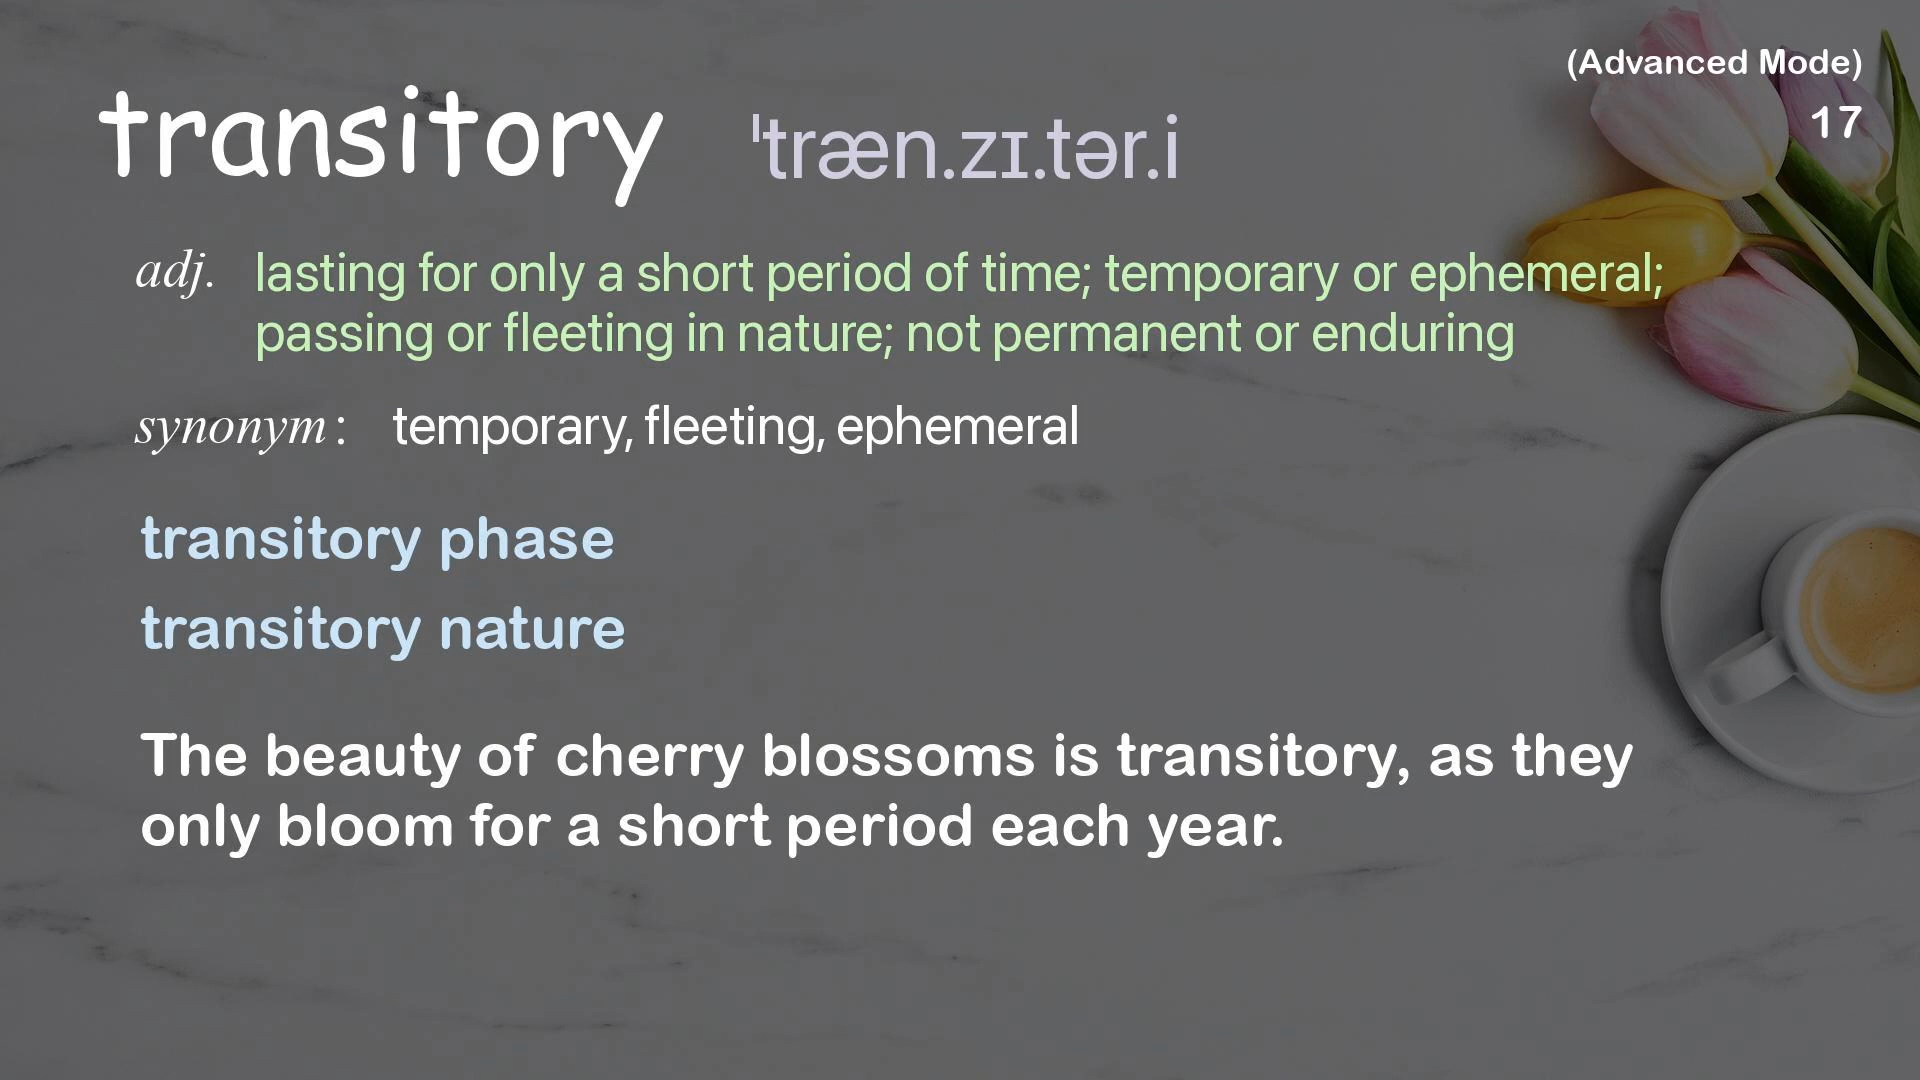 (Advanced Mode)
17
transitory ˈtræn.zɪ.tər.i
adj. lasting for only a short period of time; temporary or ephemeral;
passing or fleeting in nature; not permanent or enduring
synonym : temporary, fleeting, ephemeral
transitory phase
transitory nature
The beauty of cherry blossoms is transitory, as they
only bloom for a short period each year.